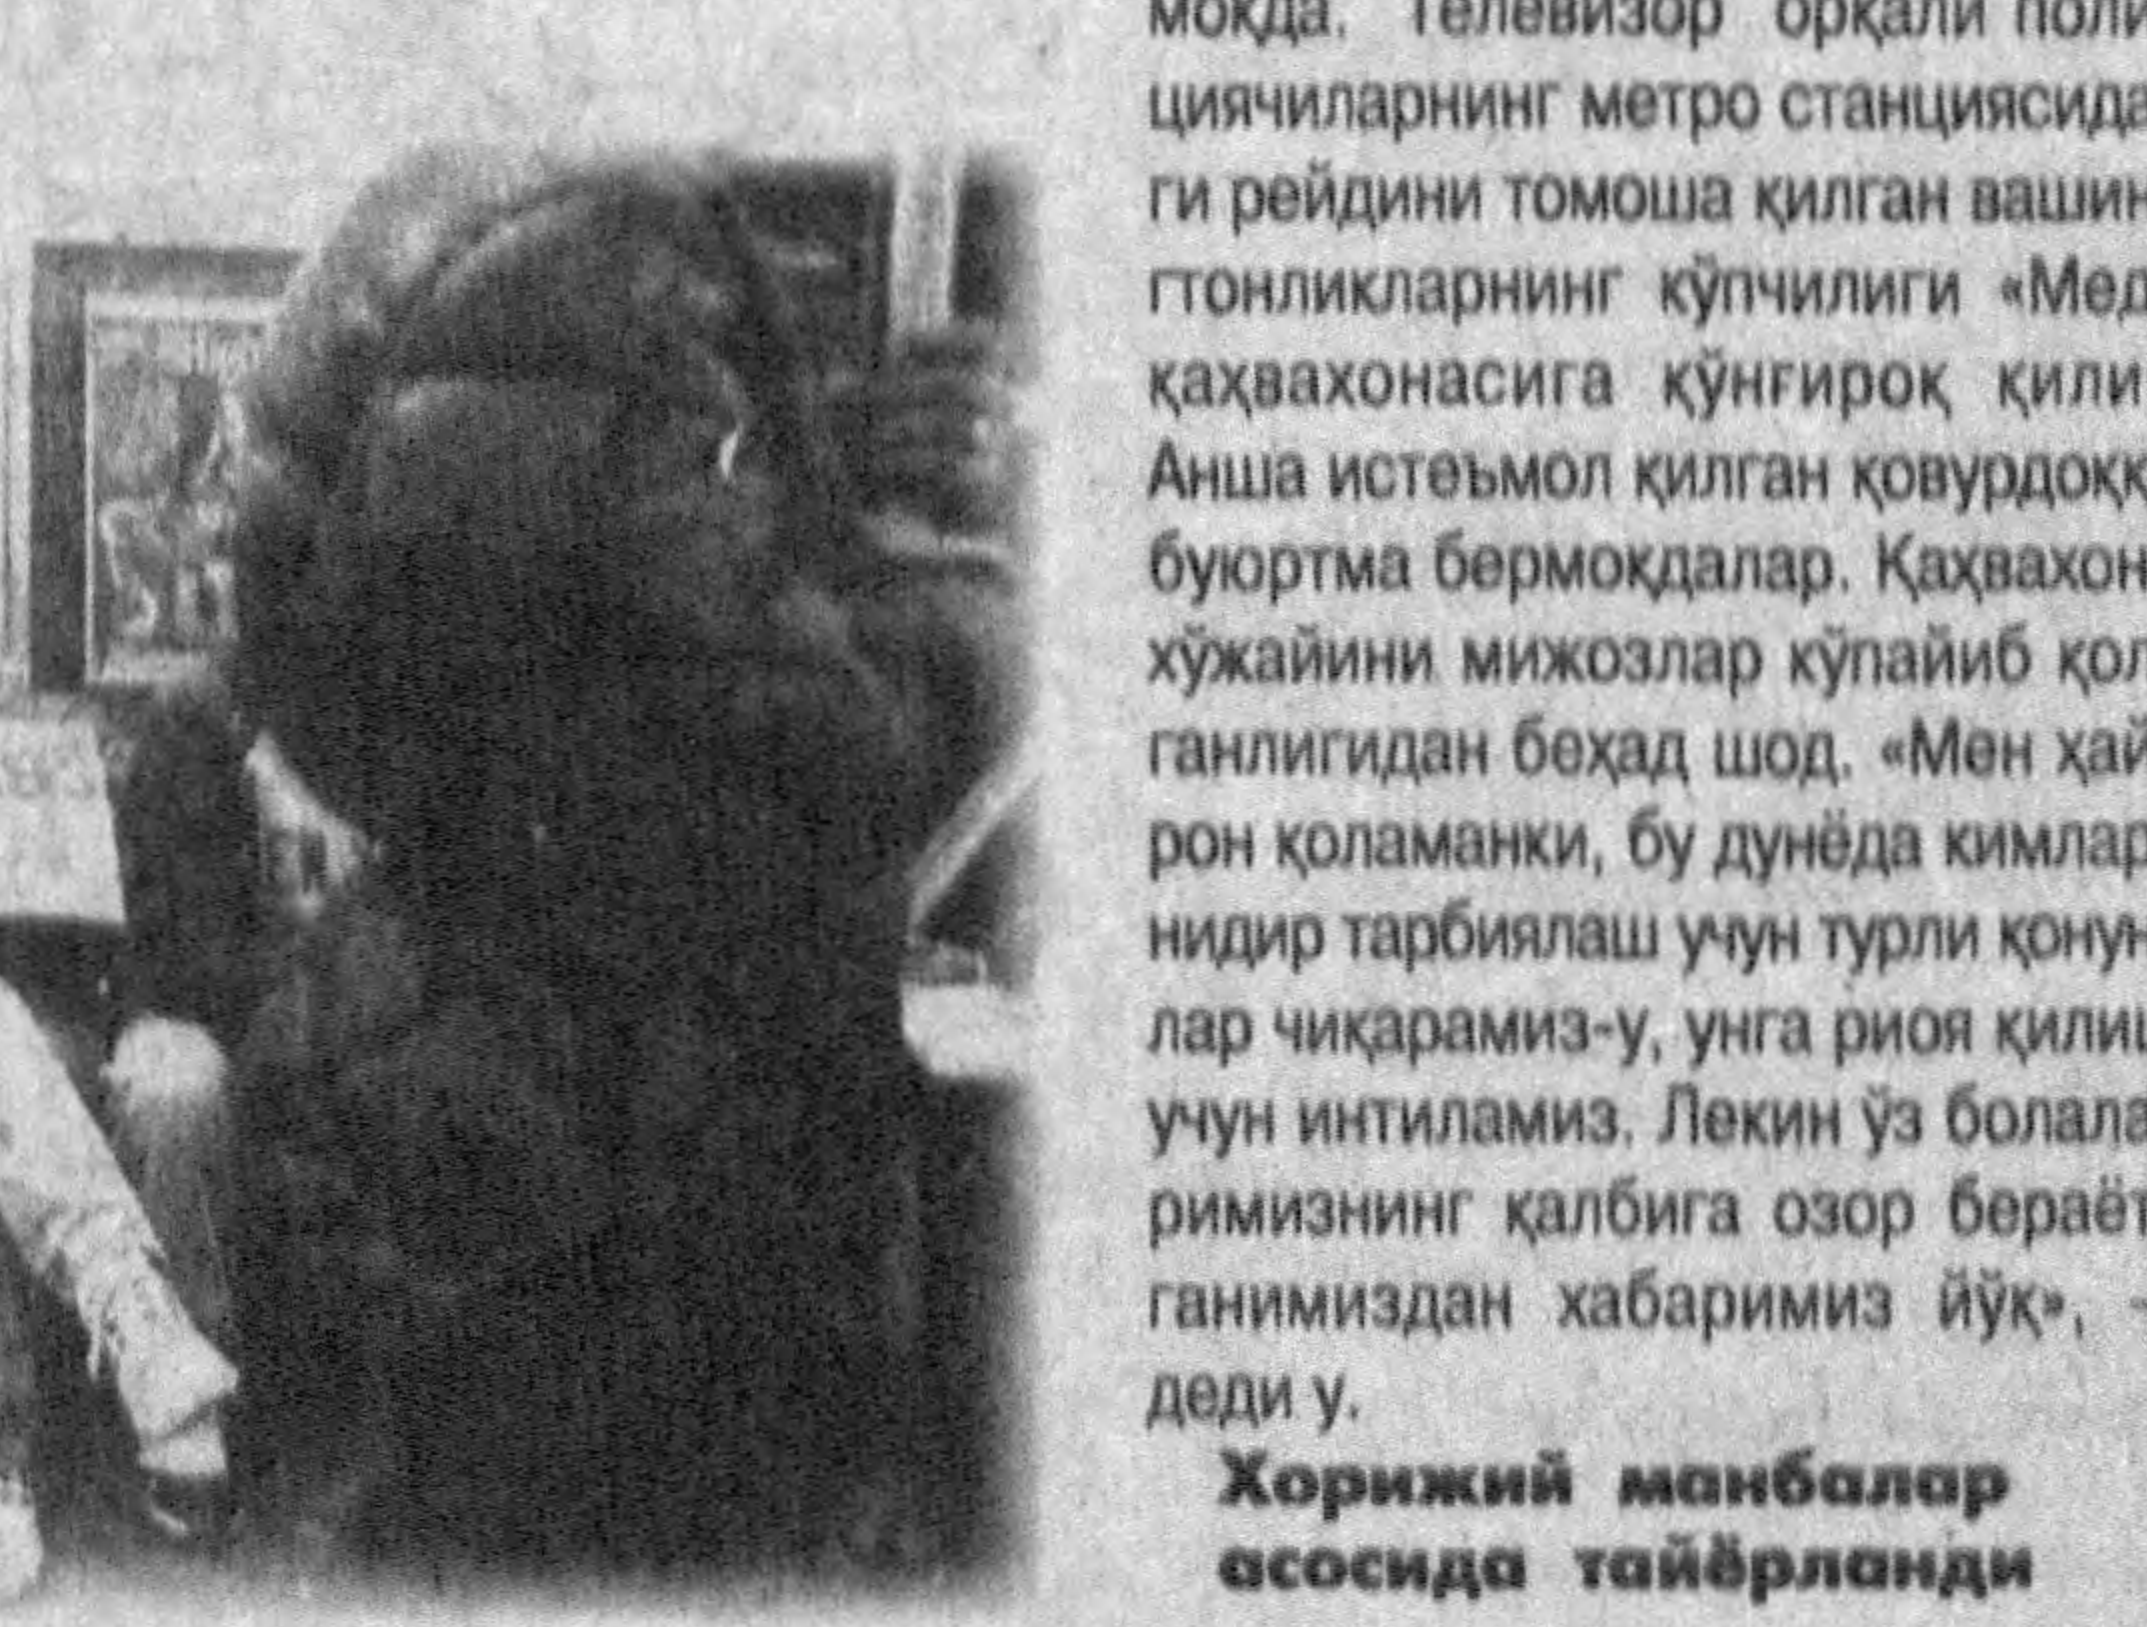 моқда. Телевизор орқали поли
циячиларнинг метро станциясида
ги рейдини томоша қилган вашин
гтонликларнинг кўпчилиги «Мед
қаҳвахонасига қўнғироқ қили
Анша истеъмол қилган қовурдоққ
буюртма бермоқдалар. Қаҳвахон
хўжайини мижозлар кўпайиб қол
ганлигидан беҳад шод. «Мен ҳай
рон қоламанки, бу дунёда кимлар
нидир тарбиялаш учун турли қонун
лар чиқарамиз-у, унга риоя қилиш
учун интиламиз. Лекин ўз болала
римизнинг қалбига озор бераёт
ганимиздан хабаримиз йўқ», -
деди у.
Хорижий манбалар
асосида тайёрланди